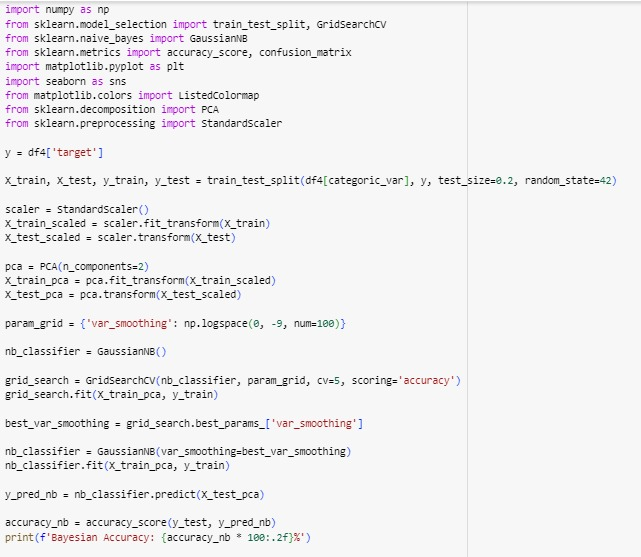 import numpy as np
from sklearn.model_selection import train_test_split, GridSearchCV
from sklearn.naive_bayes import GaussianNB
from sklearn.metrics import accuracy_score, confusion_matrix
import matplotlib.pyplot as plt
import seaborn as sns
from matplotlib.colors import ListedColormap
from sklearn.decomposition import PCA
from sklearn.preprocessing import StandardScaler
y = df4['target']
X_train, X_test, y_train, y_test = train_test_split(df4[categoric_var], y, test_size=0.2, random_state=42)
scaler = StandardScaler()
X_train_scaled = scaler.fit_transform(X_train)
X_test_scaled = scaler.transform(X_test)
pca = PCA(n_components=2)
X_train_pca = pca.fit_transform(X_train_scaled)
X_test_pca = pca.transform(X_test_scaled)
param_grid = {'var_smoothing': np.logspace(0, -9, num=100)}
nb_classifier = GaussianNB()
grid_search = GridSearchCV(nb_classifier, param_grid, cv=5, scoring='accuracy')
grid_search.fit(X_train_pca, y_train)
best_var_smoothing = grid_search.best_params_['var_smoothing']
nb_classifier = GaussianNB(var_smoothing=best_var_smoothing)
nb_classifier.fit(X_train_pca, y_train)
y_pred_nb = nb_classifier.predict(X_test_pca)
accuracy_nb = accuracy_score(y_test, y_pred_nb)
print(f'Bayesian Accuracy: {accuracy_nb * 100:.2f}%')